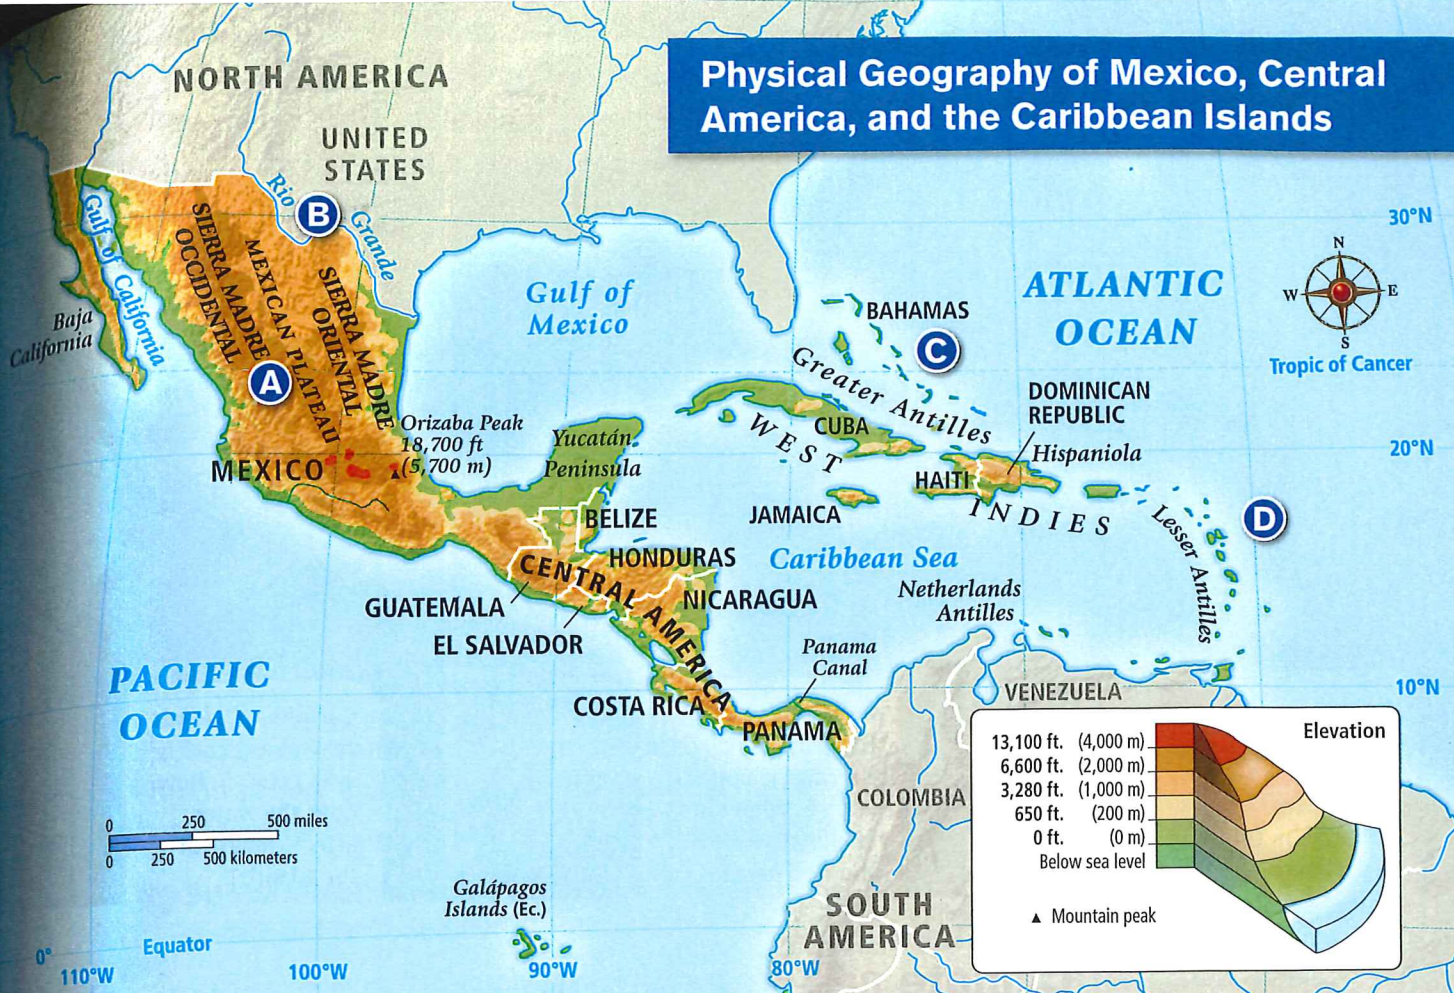 Physical Geography of Mexico, Central
America, and the Caribbean Islands
NORTH AMERICA
UNITED
STATES
Rio
Grande
B
30°N
N
W
E
S
Tropic of Cancer
ATLANTIC
OCEAN
Gulf of
Mexico
BAHAMAS
C
Gulf of California
Baja
California
SIERRA MADRE
OCCIDENTAL
MEXICAN PLATEAU
SIERRA MADRE
ORIENTAL
A
Greater Antilles
DOMINICAN
REPUBLIC
Hispaniola
Orizaba Peak
18,700 ft
(5,700 m)
Yucatán
Peninsula
CUBA
WEST
INDIES
20°N
MEXICO
HAITI
JAMAICA
D
Lesser Antilles
BELIZE
HONDURAS
Caribbean Sea
CENTRAL AMERICA
GUATEMALA
NICARAGUA
Netherlands
Antilles
EL SALVADOR
Panama
Canal
PACIFIC
OCEAN
COSTA RICA
PANAMA
VENEZUELA
10°N
COLOMBIA
SOUTH
AMERICA
Elevation
13,100 ft. (4,000 m)
6,600 ft. (2,000 m)
3,280 ft. (1,000 m)
650 ft. (200 m)
0 ft. (0 m)
Below sea level
Mountain peak
0 250 500 miles
0 250 500 kilometers
Galápagos
Islands (Ec.)
0°
Equator
110°W
100°W
90°W
80°W